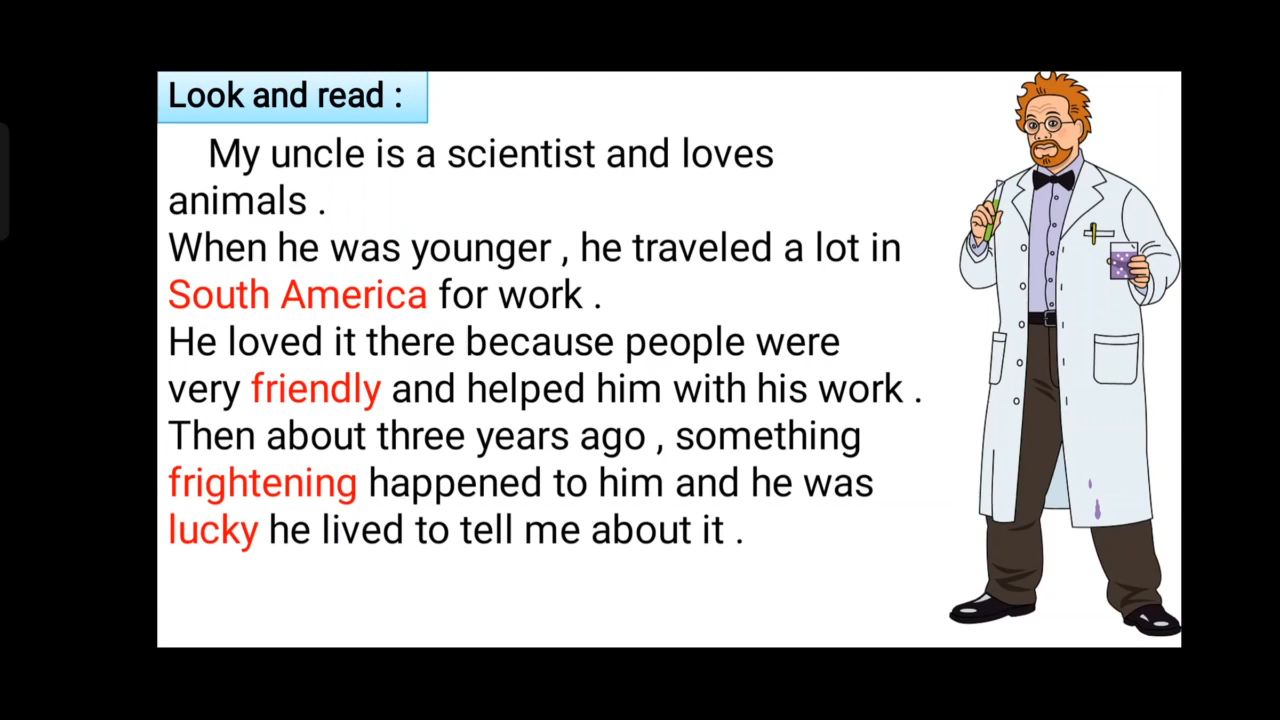 Look and read :
My uncle is a scientist and loves
animals .
When he was younger , he traveled a lot in
South America for work .
He loved it there because people were
very friendly and helped him with his work .
Then about three years ago , something
frightening happened to him and he was
lucky he lived to tell me about it .